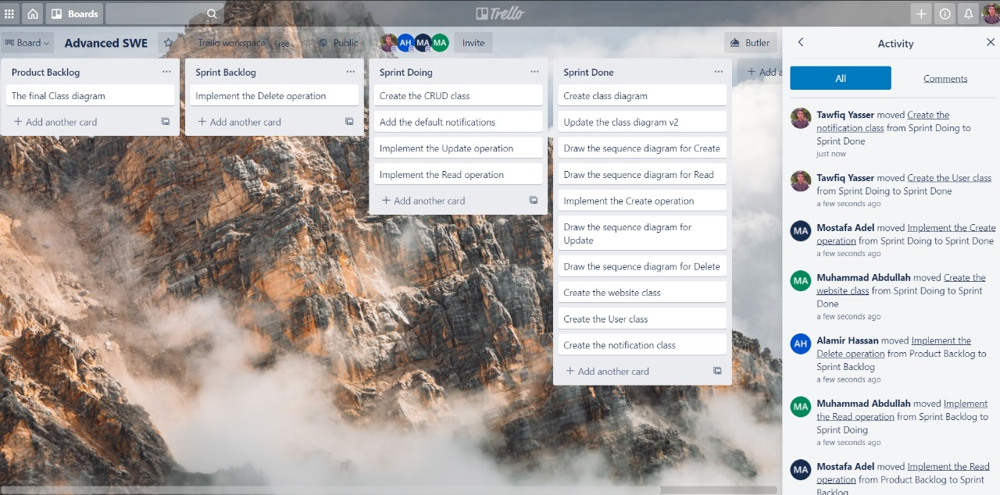 Boards
Trello
Board
Advanced SWE
Trello workspace Free
Public
AH
MA
MA
Invite
Butler
Product Backlog
The final Class diagram
+ Add another card
Sprint Backlog
Implement the Delete operation
+ Add another card
Sprint Doing
Create the CRUD class
Add the default notifications
Implement the Update operation
Implement the Read operation
+ Add another card
Sprint Done
Create class diagram
Update the class diagram v2
Draw the sequence diagram for Create
Draw the sequence diagram for Read
Implement the Create operation
Draw the sequence diagram for
Update
Draw the sequence diagram for Delete
Create the website class
Create the User class
Create the notification class
+ Add another card
+ Add a
Activity
All
Comments
Tawfiq Yasser moved Create the
notification class from Sprint Doing to
Sprint Done
just now
Tawfiq Yasser moved Create the User class
from Sprint Doing to Sprint Done
a few seconds ago
MA
Mostafa Adel moved Implement the Create
operation from Sprint Doing to Sprint Done
a few seconds ago
MA
Muhammad Abdullah moved Create the
website class from Sprint Doing to Sprint
Done
a few seconds ago
AH
Alamir Hassan moved Implement the
Delete operation from Product Backlog to
Sprint Backlog
a few seconds ago
MA
Muhammad Abdullah moved Implement
the Read operation from Sprint Backlog to
Sprint Doing
a few seconds ago
MA
Mostafa Adel moved Implement the Read
operation from Product Backlog to Sprint
Backlog